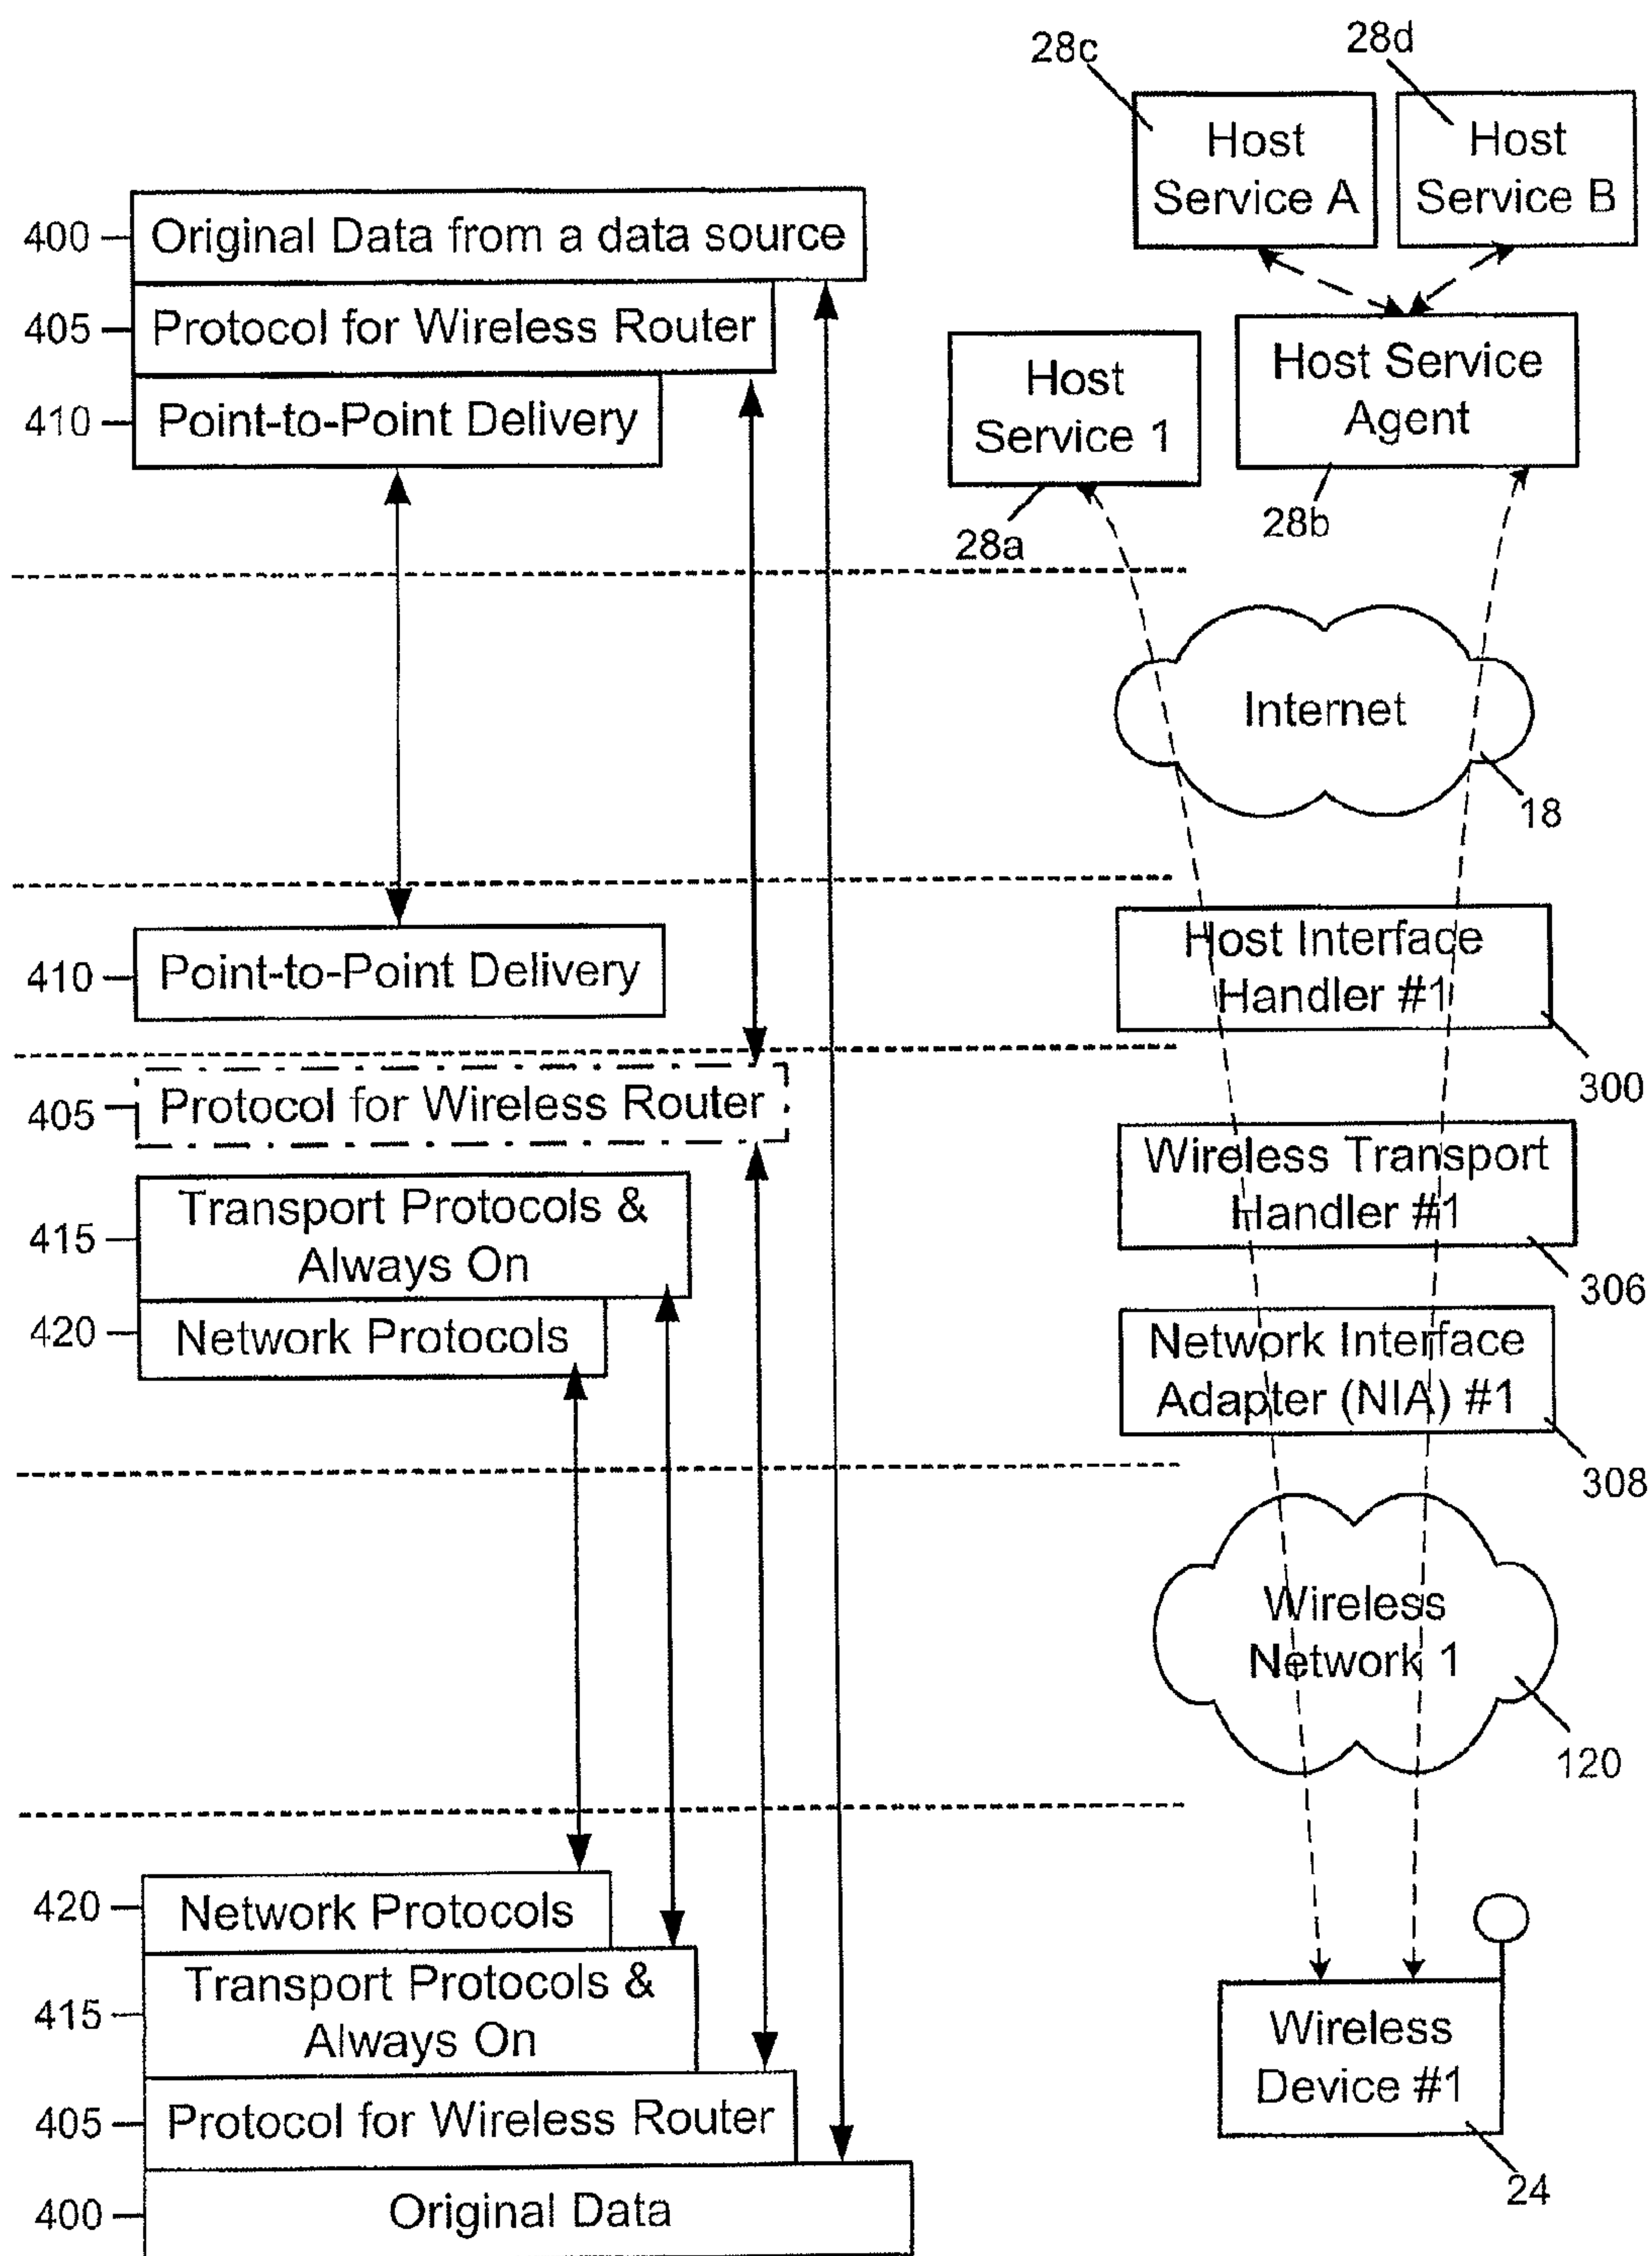 28c
28d
Host
Service A
Host
Service B
400
Original Data from a data source
405
Protocol for Wireless Router
410
Point-to-Point Delivery
Host
Service 1
Host Service
Agent
28a
28b
Internet
18
410
Point-to-Point Delivery
Host Interface
Handler #1
300
405
Protocol for Wireless Router
Wireless Transport
Handler #1
306
415
Transport Protocols &
Always On
420
Network Protocols
Network Interface
Adapter (NIA) #1
308
Wireless
Network 1
120
420
Network Protocols
415
Transport Protocols &
Always On
405
Protocol for Wireless Router
400
Original Data
Wireless
Device #1
24